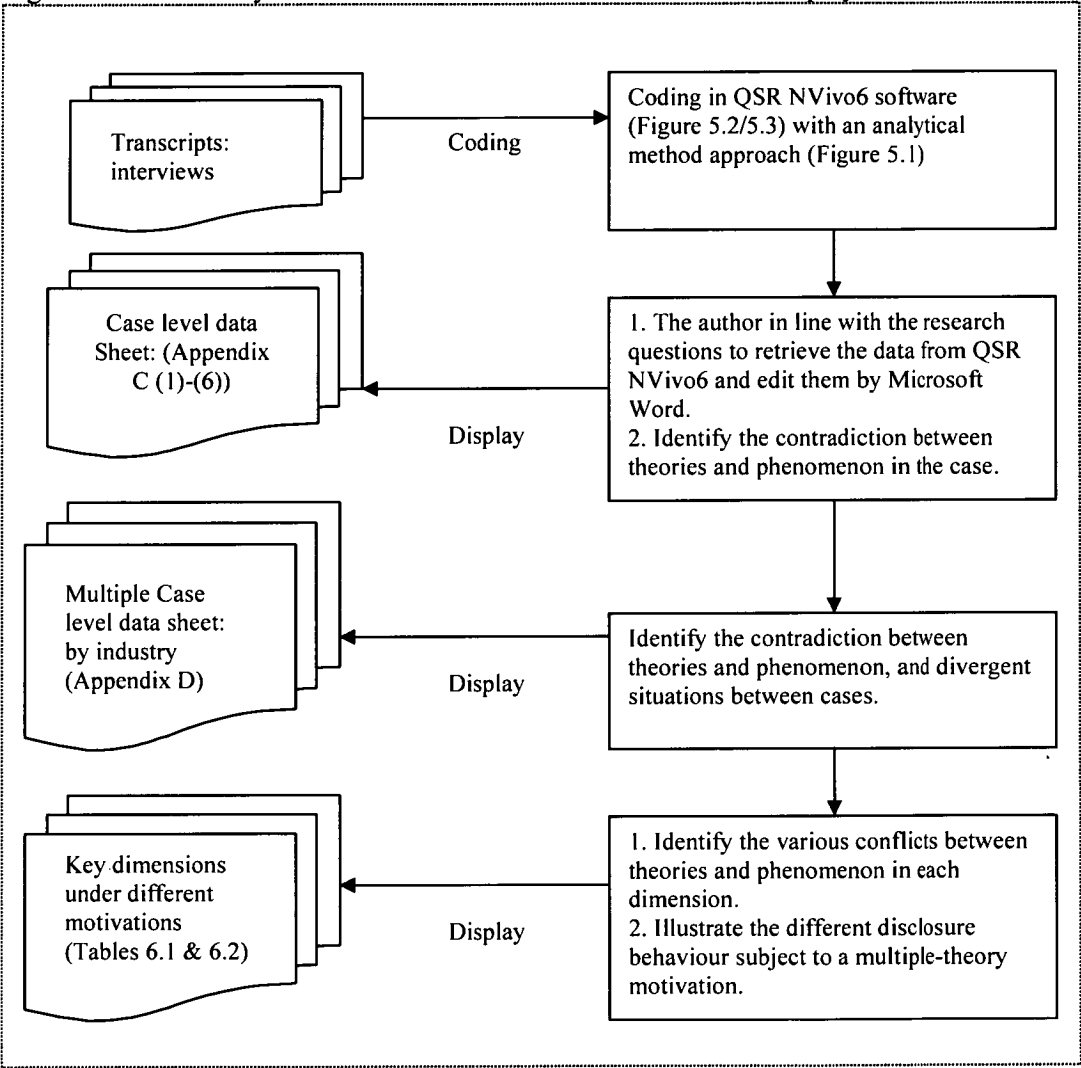 Transcripts:
interviews
Coding
Coding in QSR NVivo6 software
(Figure 5.2/5.3) with an analytical
method approach (Figure 5.1)
Case level data
Sheet: (Appendix
C (1)-(6))
Display
1. The author in line with the research
questions to retrieve the data from QSR
NVivo6 and edit them by Microsoft
Word.
2. Identify the contradiction between
theories and phenomenon in the case.
Multiple Case
level data sheet:
by industry
(Appendix D)
Display
Identify the contradiction between
theories and phenomenon, and divergent
situations between cases.
Key dimensions
under different
motivations
(Tables 6.1 & 6.2)
Display
1. Identify the various conflicts between
theories and phenomenon in each
dimension.
2. Illustrate the different disclosure
behaviour subject to a multiple-theory
motivation.